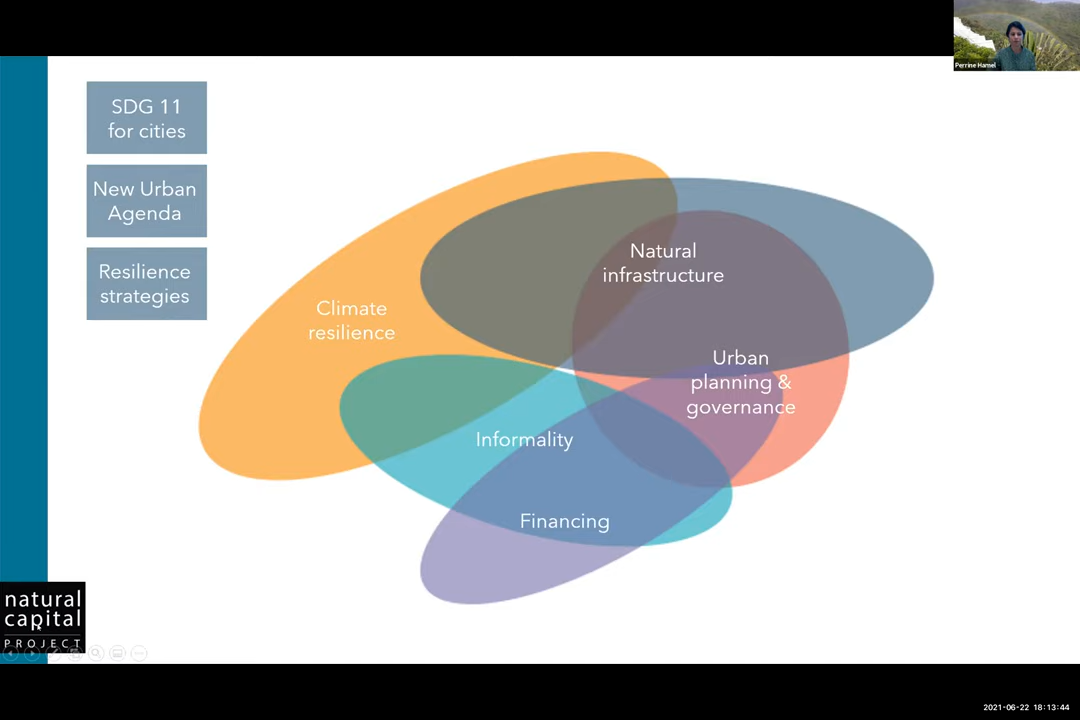 Perrine Hamel
SDG 11
for cities
New Urban
Agenda
Resilience
strategies
Natural
infrastructure
Climate
resilience
Urban
planning &
governance
Informality
Financing
natural
capital
PROJECT
2021-06-22 18:13:44